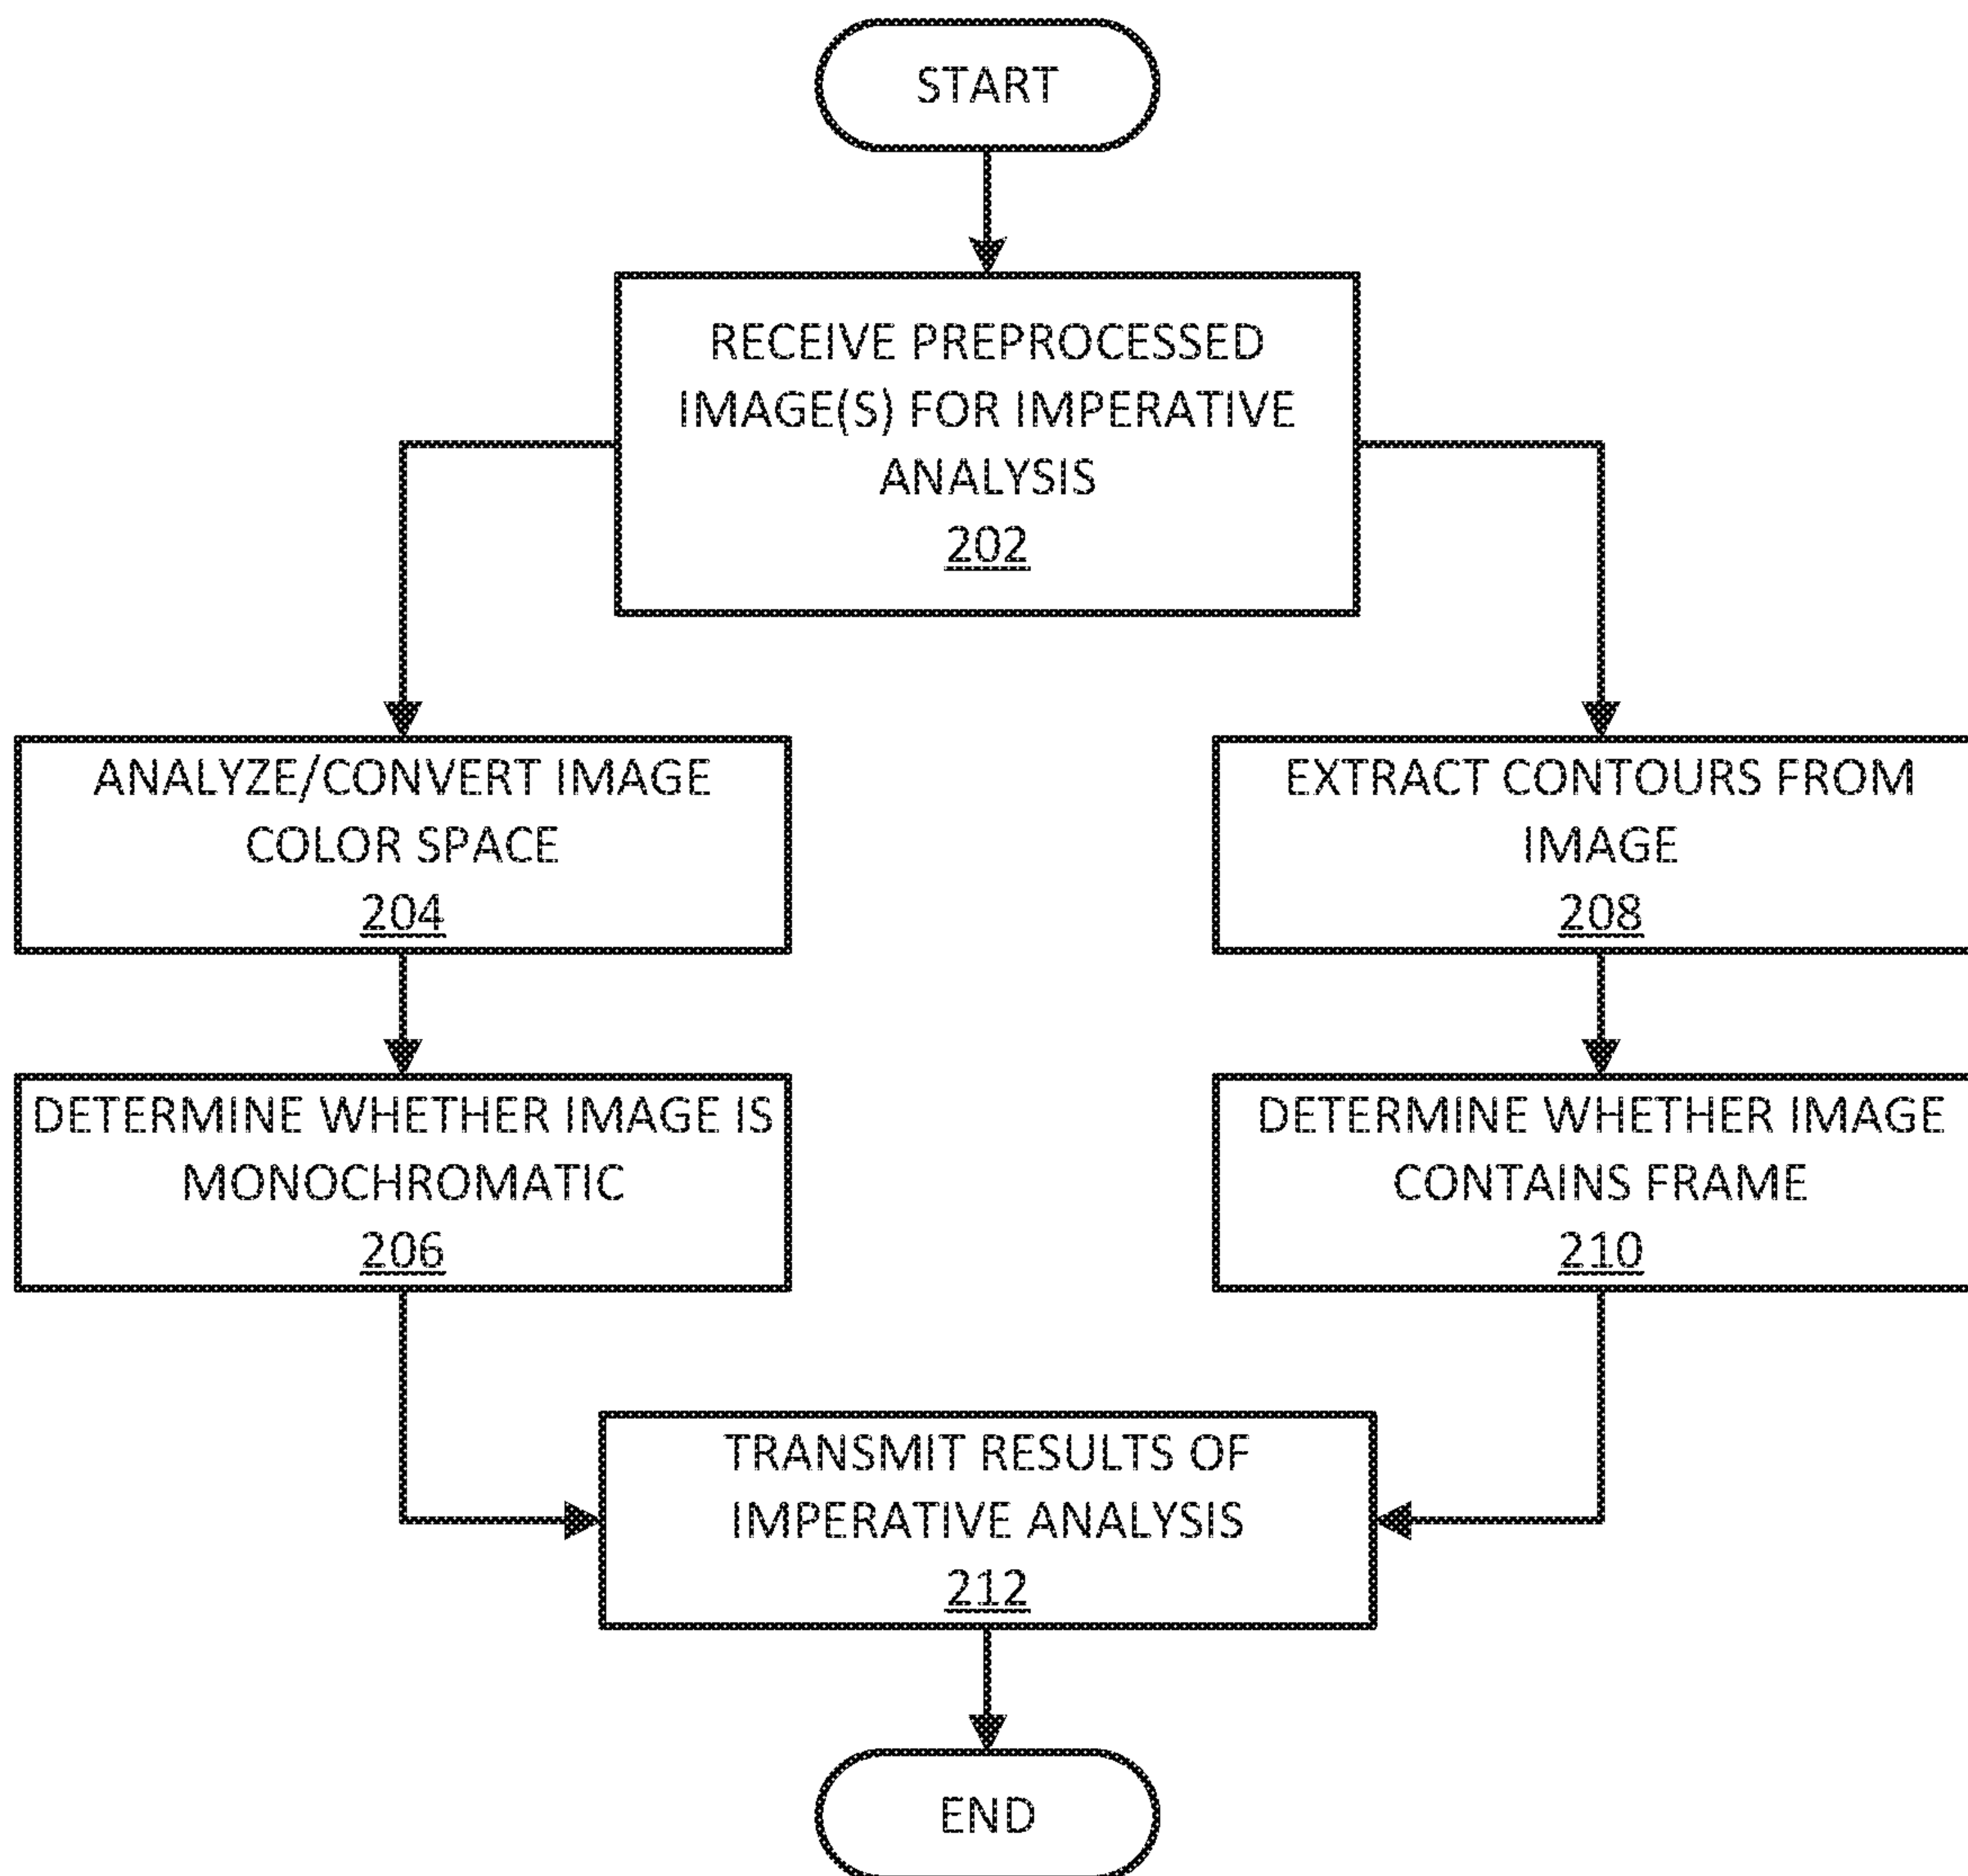 START
RECEIVE PREPROCESSED
IMAGE(S) FOR IMPERATIVE
ANALYSIS
202
ANALYZE/CONVERT IMAGE
COLOR SPACE
204
EXTRACT CONTOURS FROM
IMAGE
208
DETERMINE WHETHER IMAGE IS
MONOCHROMATIC
206
DETERMINE WHETHER IMAGE
CONTAINS FRAME
210
TRANSMIT RESULTS OF
IMPERATIVE ANALYSIS
212
END